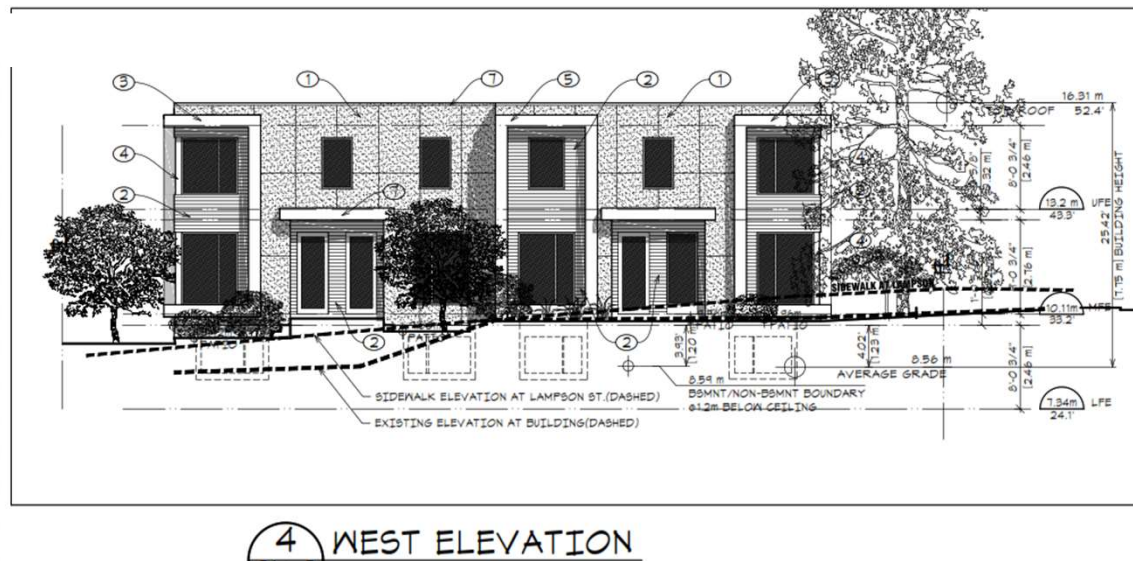 3
1
7
5
2
1
3
16.31 m
ROOF
52.4'
4
2
7
8'-0 3/4"
[2.46 m]
13.2 m
UFE
43.3'
25.42'
[7.75 m] BUILDING HEIGHT
[2.76 m]
SIDEWALK AT LAMPSON
10.11m
MFE
33.2'
2
2
PATIO
PATIO
3.93'
1.20 m
4.02'
1.23 m
8.56 m
AVERAGE GRADE
8.59 m
BSMNT/NON-BSMNT BOUNDARY
@1.2m BELOW CEILING
8'-0 3/4"
[2.46 m]
7.34m
LFE
24.1'
SIDEWALK ELEVATION AT LAMPSON ST.(DASHED)
EXISTING ELEVATION AT BUILDING(DASHED)
4 WEST ELEVATION